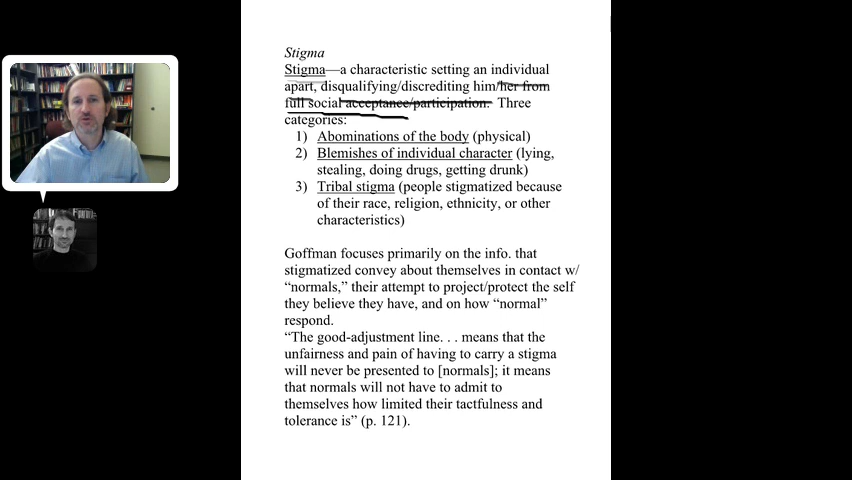 Stigma
Stigma—a characteristic setting an individual
apart, disqualifying/discrediting him/her from
full social acceptance/participation. Three
categories:
1) Abominations of the body (physical)
2) Blemishes of individual character (lying,
stealing, doing drugs, getting drunk)
3) Tribal stigma (people stigmatized because
of their race, religion, ethnicity, or other
characteristics)
Goffman focuses primarily on the info. that
stigmatized convey about themselves in contact w/
“normals,” their attempt to project/protect the self
they believe they have, and on how “normal”
respond.
“The good-adjustment line. . . means that the
unfairness and pain of having to carry a stigma
will never be presented to [normals]; it means
that normals will not have to admit to
themselves how limited their tactfulness and
tolerance is” (p. 121).